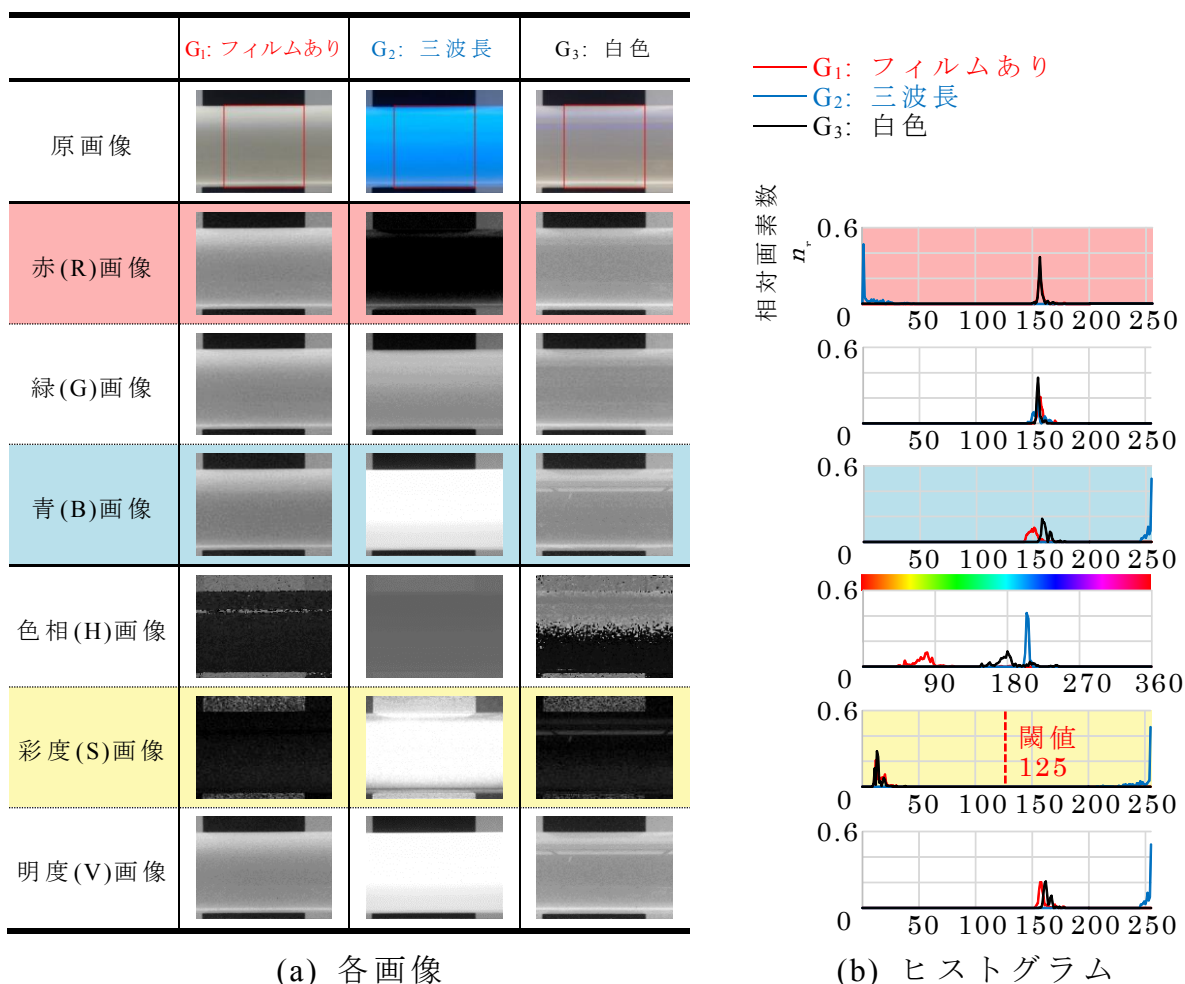 G₁: フィルムあり G₂: 三波長 G₃: 白色
原画像
赤(R)画像
緑(G)画像
青(B)画像
色相(H)画像
彩度(S)画像
明度(V)画像
(a) 各画像
G₁: フィルムあり
G₂: 三波長
G₃: 白色
相対画素数
nᵣ
0.6
0 50 100 150 200 250
0.6
0 50 100 150 200 250
0.6
0 50 100 150 200 250
0.6
0 90 180 270 360
0.6
閾値
125
0 50 100 150 200 250
0.6
0 50 100 150 200 250
(b) ヒストグラム